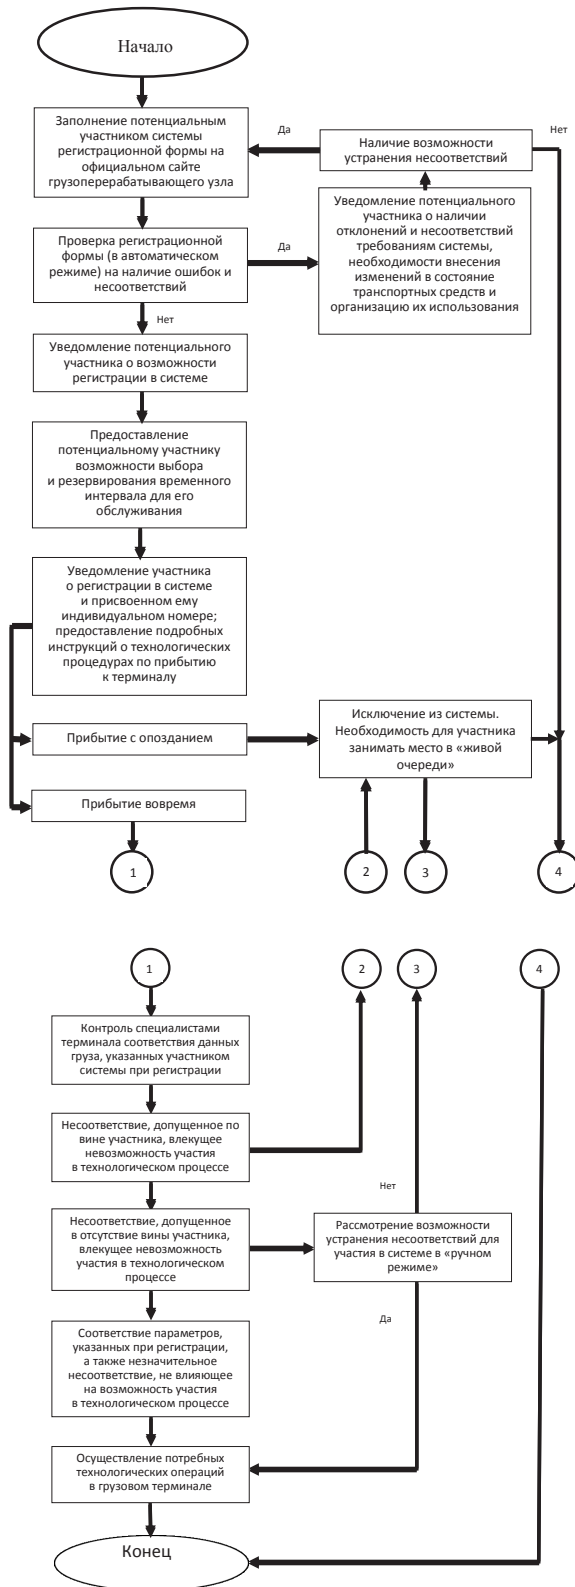 Начало
Заполнение потенциальным
участником системы
регистрационной формы на
официальном сайте
грузоперерабатывающего узла
Да
Наличие возможности
устранения несоответствий
Нет
Уведомление потенциального
участника о наличии
отклонений и несоответствий
требованиям системы,
необходимости внесения
изменений в состояние
транспортных средств и
организацию их использования
Проверка регистрационной
формы (в автоматическом
режиме) на наличие ошибок и
несоответствий
Да
Нет
Уведомление потенциального
участника о возможности
регистрации в системе
Предоставление
потенциальному участнику
возможности выбора
и резервирования временного
интервала для его
обслуживания
Уведомление участника
о регистрации в системе
и присвоенном ему
индивидуальном номере;
предоставление подробных
инструкций о технологических
процедурах по прибытию
к терминалу
Прибытие с опозданием
Исключение из системы.
Необходимость для участника
занимать место в «живой
очереди»
Прибытие вовремя
1
2
3
4
1
2
3
4
Контроль специалистами
терминала соответствия данных
груза, указанных участником
системы при регистрации
Несоответствие, допущенное по
вине участника, влекущее
невозможность участия
в технологическом процессе
Нет
Несоответствие, допущенное
в отсутствие вины участника,
влекущее невозможность
участия в технологическом
процессе
Рассмотрение возможности
устранения несоответствий для
участия в системе в «ручном
режиме»
Да
Соответствие параметров,
указанных при регистрации,
а также незначительное
несоответствие, не влияющее
на возможность участия
в технологическом процессе
Осуществление потребных
технологических операций
в грузовом терминале
Конец